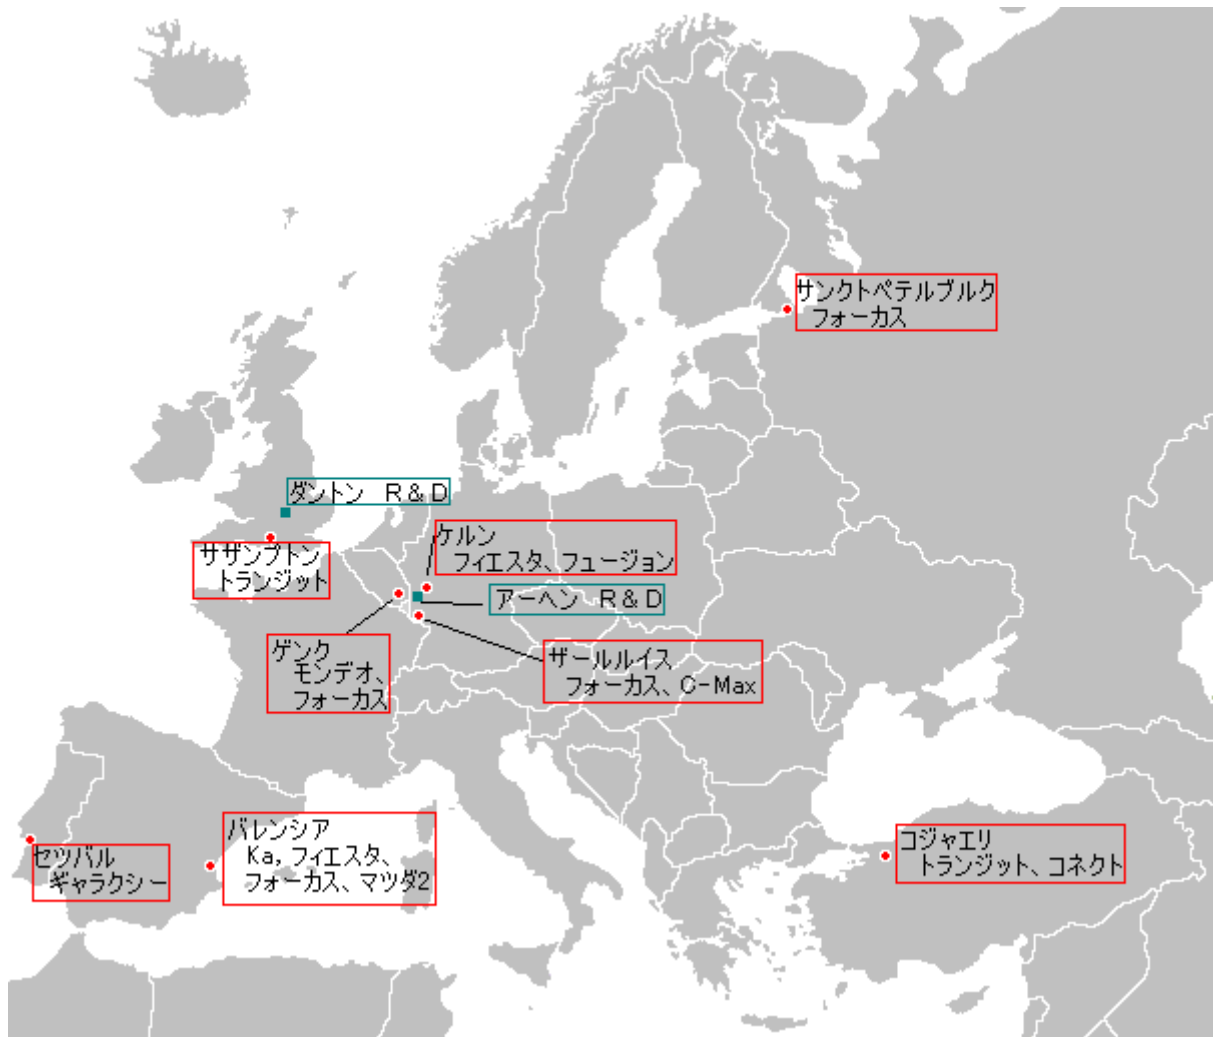 サンクトペテルブルク
フォーカス
ダントン R&D
サザンプトン
トランジット
ケルン
フィエスタ、フュージョン
アーヘン R&D
ゲンク
モンデオ、
フォーカス
ザールルイス
フォーカス、C-Max
バレンシア
Ka, フィエスタ、
フォーカス、マツダ2
セツバル
ギャラクシー
コジャエリ
トランジット、コネクト